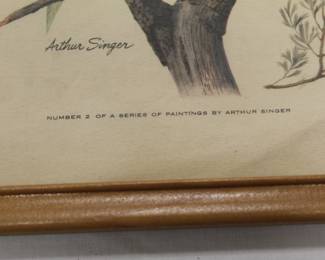 Arthur Singer
NUMBER 2 OF A SERIES OF PAINTINGS BY ARTHUR SINGER